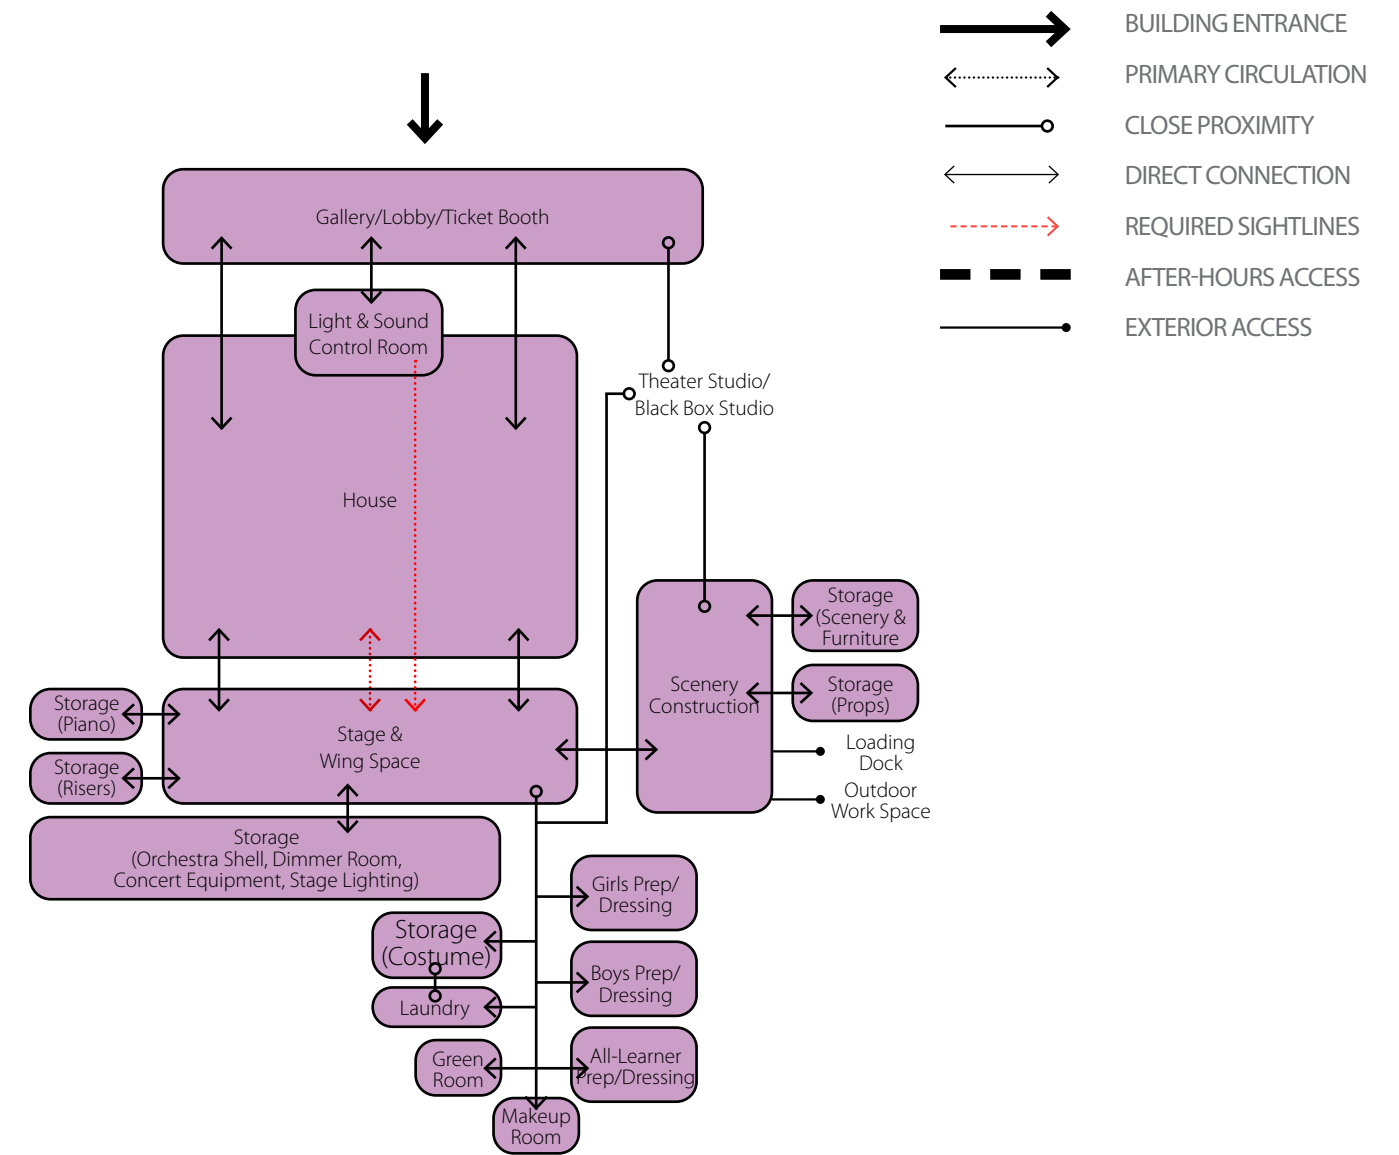 BUILDING ENTRANCE
PRIMARY CIRCULATION
CLOSE PROXIMITY
DIRECT CONNECTION
REQUIRED SIGHTLINES
AFTER-HOURS ACCESS
EXTERIOR ACCESS
Gallery/Lobby/Ticket Booth
Light & Sound
Control Room
Theater Studio/
Black Box Studio
House
Storage
(Scenery &
Furniture
Scenery
Construction
Storage
(Props)
Storage
(Piano)
Stage &
Wing Space
Loading
Dock
Storage
(Risers)
Outdoor
Work Space
Storage
(Orchestra Shell, Dimmer Room,
Concert Equipment, Stage Lighting)
Girls Prep/
Dressing
Storage
(Costume)
Boys Prep/
Dressing
Laundry
Green
Room
All-Learner
Prep/Dressing
Makeup
Room